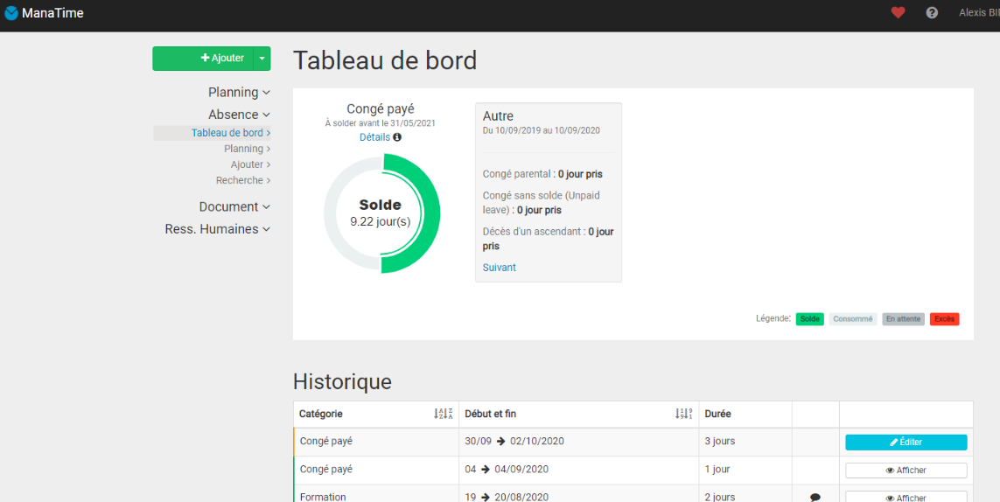 ManaTime
Alexis
Ajouter
Planning
Absence
Tableau de bord
Planning
Ajouter
Recherche
Document
Ress. Humaines
Tableau de bord
Congé payé
À solder avant le 31/05/2021
Détails
Solde
9.22 jour(s)
Autre
Du 10/09/2019 au 10/09/2020
Congé parental : 0 jour pris
Congé sans solde (Unpaid
leave) : 0 jour pris
Décès d'un ascendant : 0 jour
pris
Suivant
Légende: Solde Consommé En attente Excès
Historique
Catégorie Début et fin Durée
Congé payé 30/09 → 02/10/2020 3 jours Éditer
Congé payé 04 → 04/09/2020 1 jour Afficher
Formation 19 → 20/08/2020 2 jours Afficher